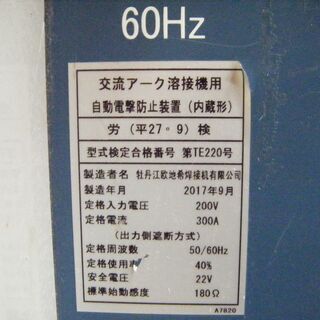 60Hz
交流アーク溶接機用
自動電撃防止装置（内蔵形）
労（平27・9）検
型式検定合格番号 第TE220号
製造者名 牡丹江欧地希焊接机有限公司
製造年月 2017年9月
定格入力電圧 200V
定格電流 300A
（出力側遮断方式）
定格周波数 50/60Hz
定格使用率 40%
安全電圧 22V
標準始動感度 180Ω
A7820